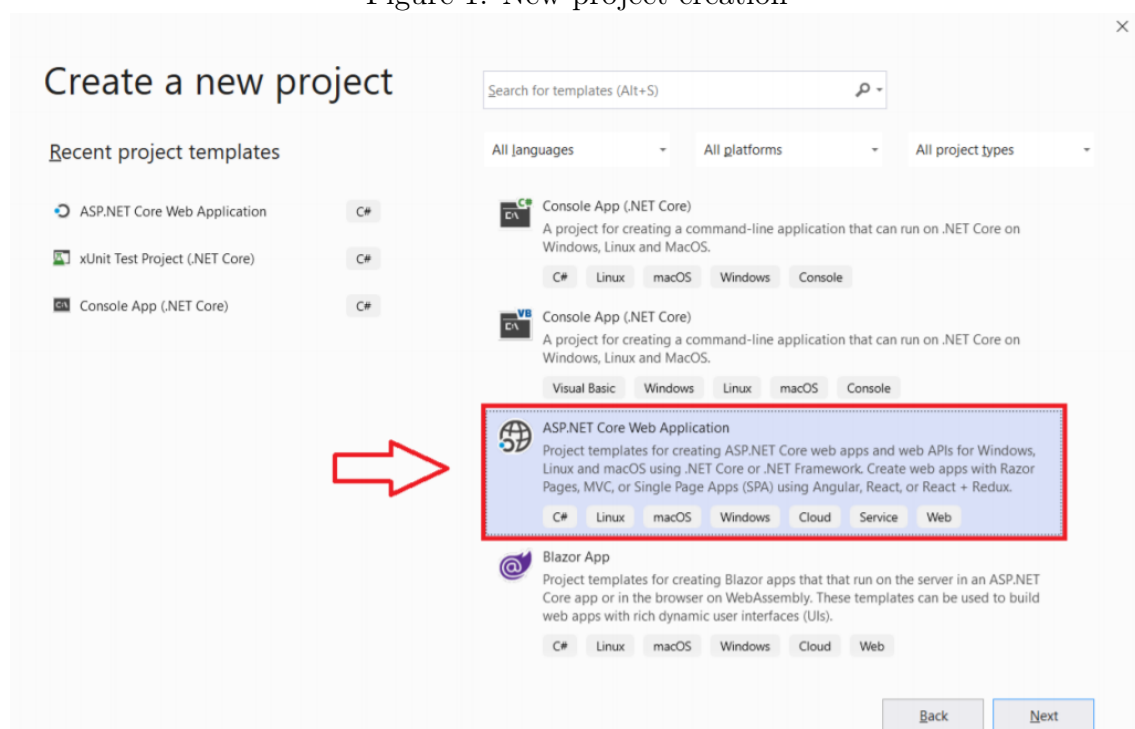 Figure 1: New project creation
Create a new project
Search for templates (Alt+S)
Recent project templates
All languages
All platforms
All project types
ASP.NET Core Web Application
C#
xUnit Test Project (.NET Core)
C#
Console App (.NET Core)
C#
C#
Console App (.NET Core)
A project for creating a command-line application that can run on .NET Core on
Windows, Linux and MacOS.
C# Linux macOS Windows Console
VB
Console App (.NET Core)
A project for creating a command-line application that can run on .NET Core on
Windows, Linux and MacOS.
Visual Basic Windows Linux macOS Console
ASP.NET Core Web Application
Project templates for creating ASP.NET Core web apps and web APIs for Windows,
Linux and macOS using .NET Core or .NET Framework. Create web apps with Razor
Pages, MVC, or Single Page Apps (SPA) using Angular, React, or React + Redux.
C# Linux macOS Windows Cloud Service Web
Blazor App
Project templates for creating Blazor apps that that run on the server in an ASP.NET
Core app or in the browser on WebAssembly. These templates can be used to build
web apps with rich dynamic user interfaces (UIs).
C# Linux macOS Windows Cloud Web
Back
Next